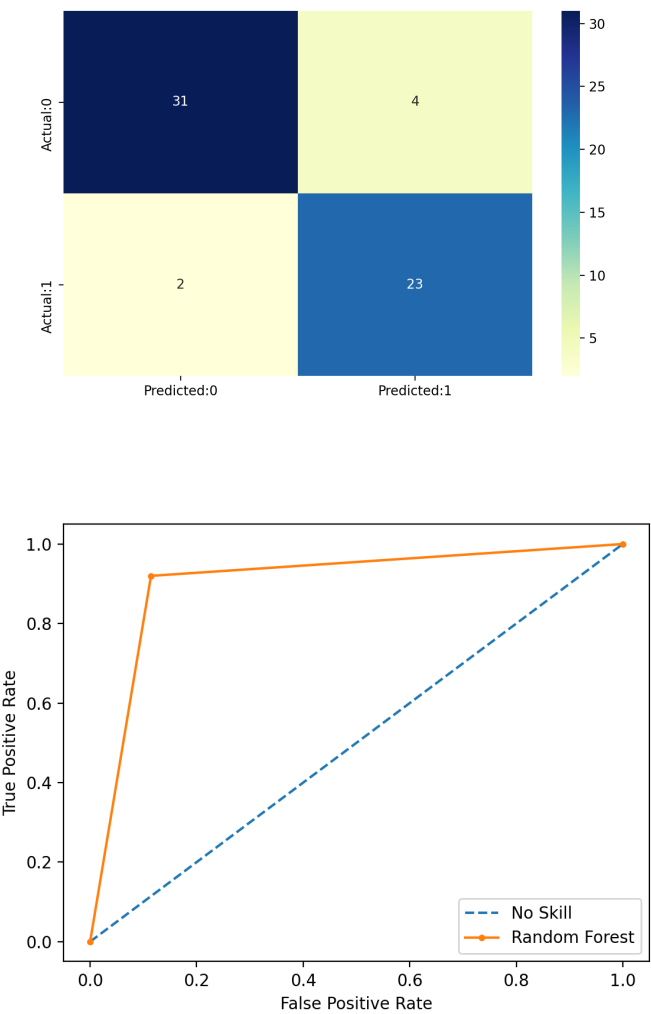 30
Actual:0
31
4
25
20
15
Actual:1
2
23
10
5
Predicted:0
Predicted:1
1.0
0.8
0.6
True Positive Rate
0.4
0.2
No Skill
0.0
Random Forest
0.0
0.2
0.4
0.6
0.8
1.0
False Positive Rate